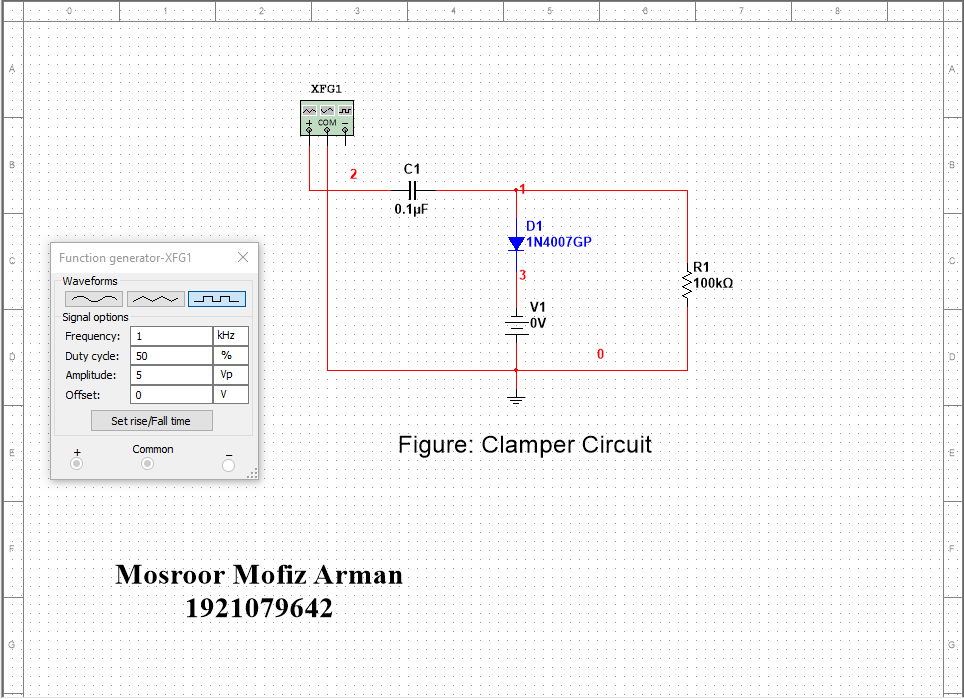 0 1 2 3 4 5 6 7 8
A A
B B
C C
D D
E E
F F
G G
XFG1
+ COM −
2
C1
0.1µF
1
D1
1N4007GP
3
V1
0V
R1
100kΩ
0
Function generator-XFG1
Waveforms
Signal options
Frequency: 1 kHz
Duty cycle: 50 %
Amplitude: 5 Vp
Offset: 0 V
Set rise/Fall time
+ Common −
Figure: Clamper Circuit
Mosroor Mofiz Arman
1921079642